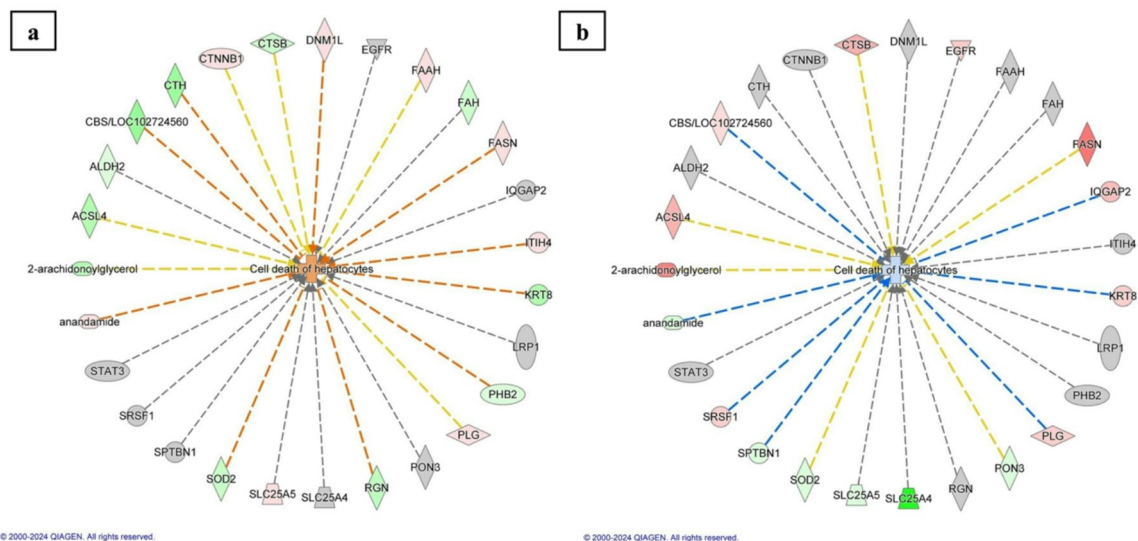 a
CTSB
DNM1L
EGFR
CTNNB1
FAAH
CTH
FAH
CBS/LOC102724560
FASN
ALDH2
IQGAP2
ACSL4
ITIH4
2-arachidonoylglycerol
Cell death of hepatocytes
KRT8
anandamide
LRP1
STAT3
PHB2
SRSF1
PLG
SPTBN1
PON3
SOD2
RGN
SLC25A5
SLC25A4
© 2000-2024 QIAGEN. All rights reserved.
b
CTSB
DNM1L
EGFR
CTNNB1
FAAH
CTH
FAH
CBS/LOC102724560
FASN
ALDH2
IQGAP2
ACSL4
ITIH4
2-arachidonoylglycerol
Cell death of hepatocytes
KRT8
anandamide
LRP1
STAT3
PHB2
SRSF1
PLG
SPTBN1
PON3
SOD2
RGN
SLC25A5
SLC25A4
© 2000-2024 QIAGEN. All rights reserved.